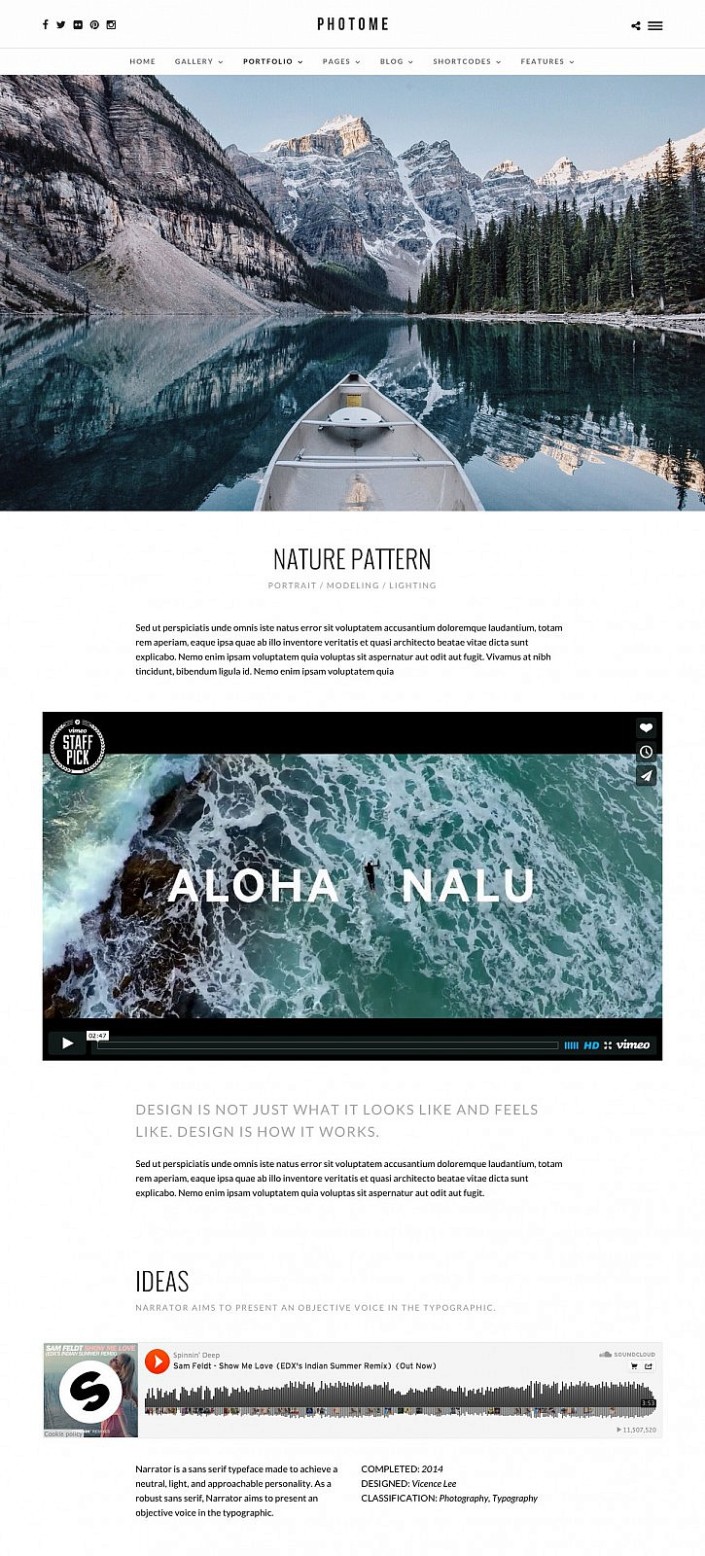 PHOTOME
HOME GALLERY PORTFOLIO PAGES BLOG SHORTCODES FEATURES
NATURE PATTERN
PORTRAIT / MODELING / LIGHTING
Sed ut perspiciatis unde omnis iste natus error sit voluptatem accusantium doloremque laudantium, totam
rem aperiam, eaque ipsa quae ab illo inventore veritatis et quasi architecto beatae vitae dicta sunt
explicabo. Nemo enim ipsam voluptatem quia voluptas sit aspernatur aut odit aut fugit. Vivamus at nibh
tincidunt, bibendum ligula id. Nemo enim ipsam voluptatem quia
vimeo
STAFF
PICK
ALOHA NALU
02:47
HD vimeo
DESIGN IS NOT JUST WHAT IT LOOKS LIKE AND FEELS
LIKE. DESIGN IS HOW IT WORKS.
Sed ut perspiciatis unde omnis iste natus error sit voluptatem accusantium doloremque laudantium, totam
rem aperiam, eaque ipsa quae ab illo inventore veritatis et quasi architecto beatae vitae dicta sunt
explicabo. Nemo enim ipsam voluptatem quia voluptas sit aspernatur aut odit aut fugit.
IDEAS
NARRATOR AIMS TO PRESENT AN OBJECTIVE VOICE IN THE TYPOGRAPHIC.
SAM FELDT SHOW ME LOVE
(EDX'S INDIAN SUMMER REMIX)
S
Cookie policy
Spinnin' Deep
SOUNDCLOUD
Sam Feldt - Show Me Love (EDX's Indian Summer Remix) (Out Now)
3:53
11,507,520
Narrator is a sans serif typeface made to achieve a
neutral, light, and approachable personality. As a
robust sans serif, Narrator aims to present an
objective voice in the typographic.
COMPLETED: 2014
DESIGNED: Vicence Lee
CLASSIFICATION: Photography, Typography